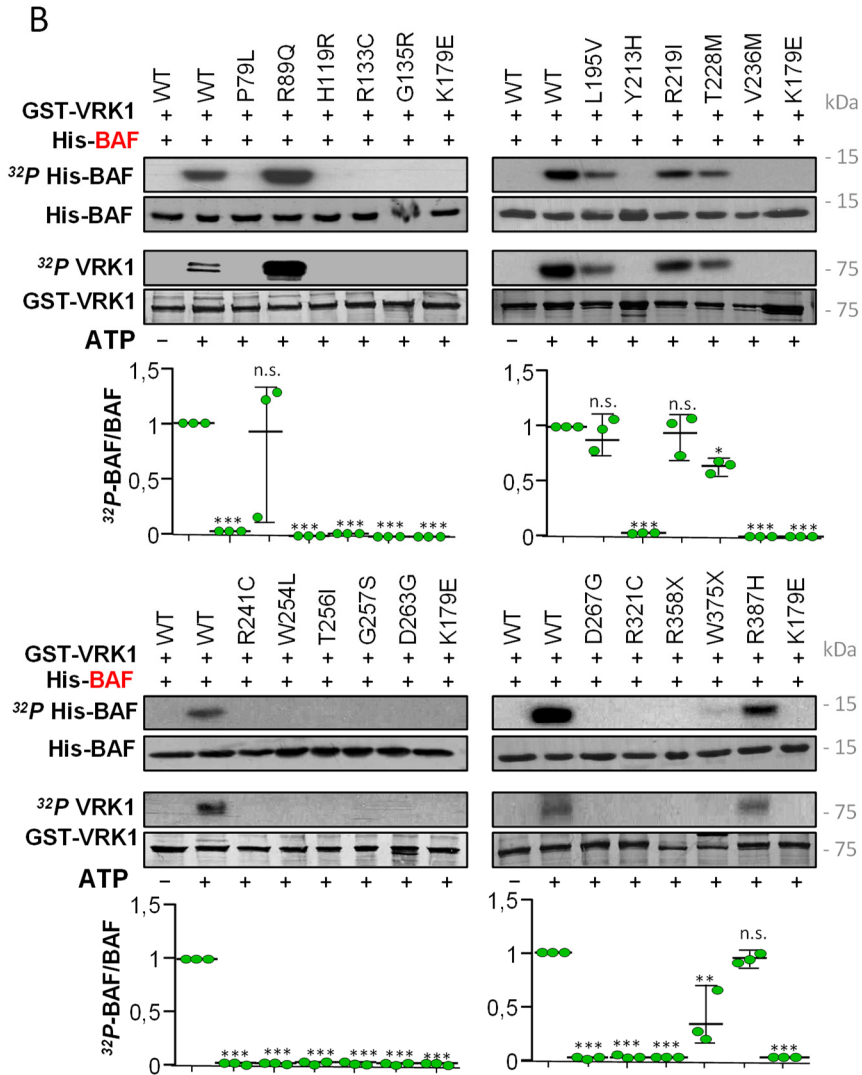 B
WT WT P79L R89Q H119R R133C G135R K179E
GST-VRK1 + + + + + + + +
His-BAF + + + + + + + +
32P His-BAF
His-BAF
32P VRK1
GST-VRK1
ATP – + + + + + + +
WT WT L195V Y213H R219I T228M V236M K179E
+ + + + + + + +
+ + + + + + + +
– + + + + + + +
kDa
- 15
- 15
- 75
- 75
32P-BAF/BAF
1,5
1
0,5
0
n.s.
*** *** *** *** ***
1,5
1
0,5
0
n.s. n.s.
*
*** *** ***
WT WT R241C W254L T256I G257S D263G K179E
GST-VRK1 + + + + + + + +
His-BAF + + + + + + + +
32P His-BAF
His-BAF
32P VRK1
GST-VRK1
ATP – + + + + + + +
WT WT D267G R321C R358X W375X R387H K179E
+ + + + + + + +
+ + + + + + + +
– + + + + + + +
kDa
- 15
- 15
- 75
- 75
32P-BAF/BAF
1,5
1
0,5
0
*** *** *** *** *** ***
1,5
1
0,5
0
n.s.
**
*** *** *** ***